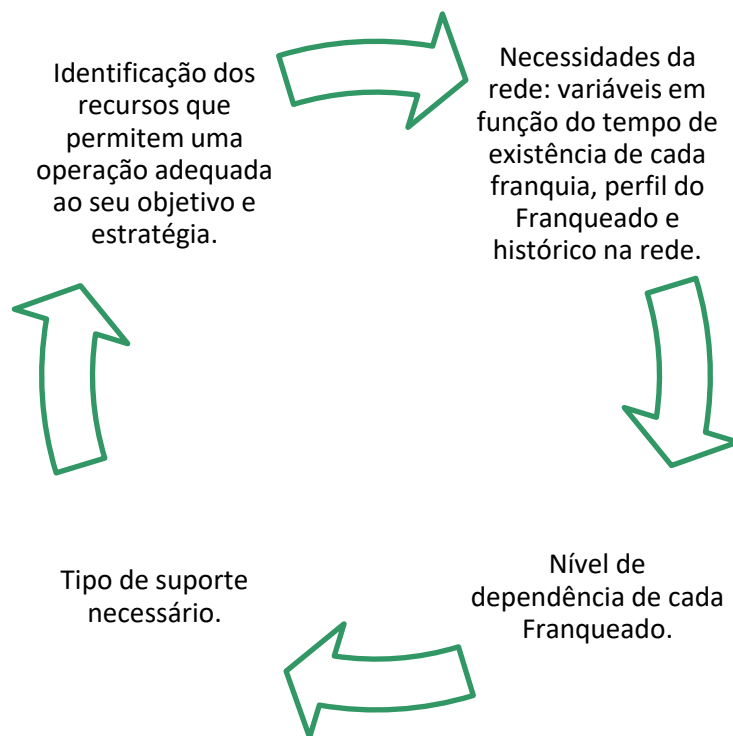 Identificação dos
recursos que
permitem uma
operação adequada
ao seu objetivo e
estratégia.
Necessidades da
rede: variáveis em
função do tempo de
existência de cada
franquia, perfil do
Franqueado e
histórico na rede.
Nível de
dependência de cada
Franqueado.
Tipo de suporte
necessário.